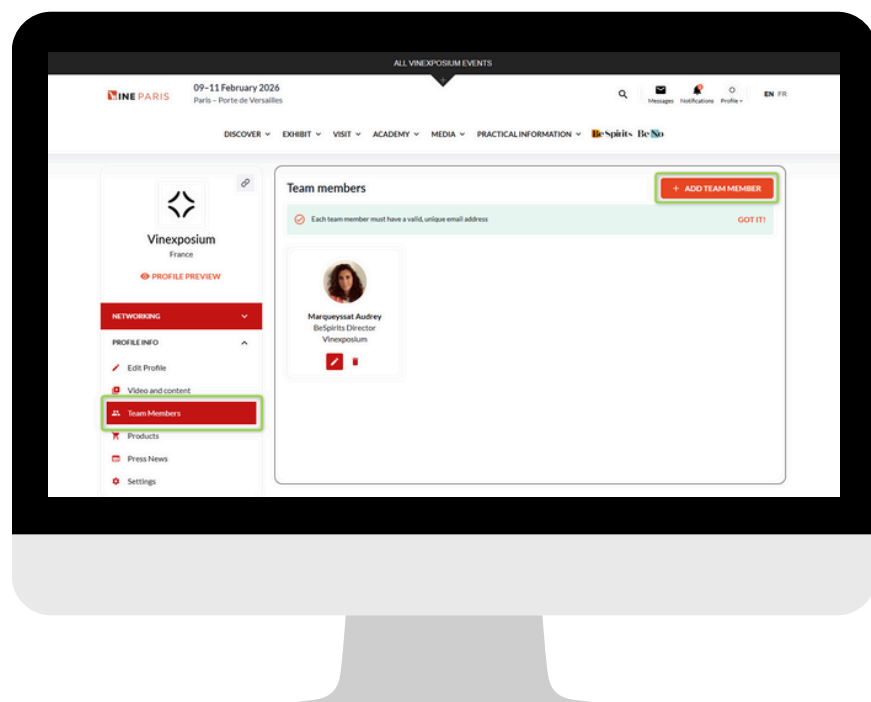 ALL VINEXPOSIUM EVENTS
+
WINE PARIS
09–11 February 2026
Paris – Porte de Versailles
Messages Notifications Profile
EN FR
DISCOVER EXHIBIT VISIT ACADEMY MEDIA PRACTICAL INFORMATION BeSpirits Be No
Vinexposium
France
PROFILE PREVIEW
NETWORKING
PROFILE INFO
Edit Profile
Video and content
Team Members
Products
Press News
Settings
Team members
+ ADD TEAM MEMBER
Each team member must have a valid, unique email address
GOT IT!
Marqueyssat Audrey
BeSpirits Director
Vinexposium